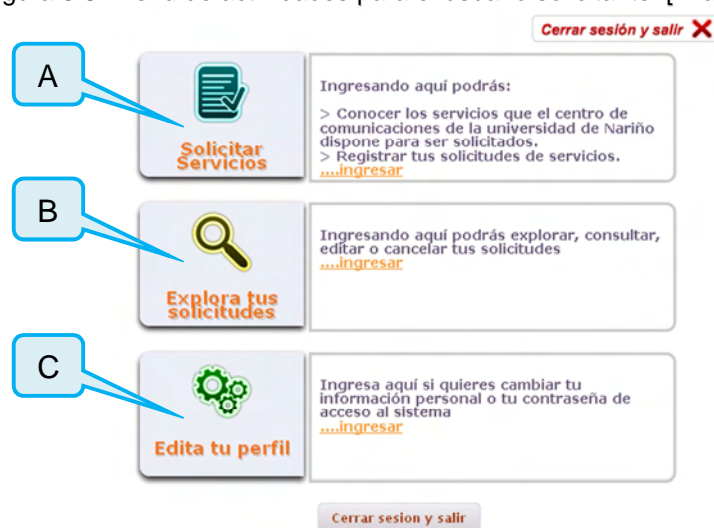 Cerrar sesión y salir
A
Solicitar
Servicios
Ingresando aquí podrás:
> Conocer los servicios que el centro de
comunicaciones de la universidad de Nariño
dispone para ser solicitados.
> Registrar tus solicitudes de servicios.
....ingresar
B
Explora tus
solicitudes
Ingresando aquí podrás explorar, consultar,
editar o cancelar tus solicitudes
....ingresar
C
Edita tu perfil
Ingresa aquí si quieres cambiar tu
información personal o tu contraseña de
acceso al sistema
....ingresar
Cerrar sesion y salir